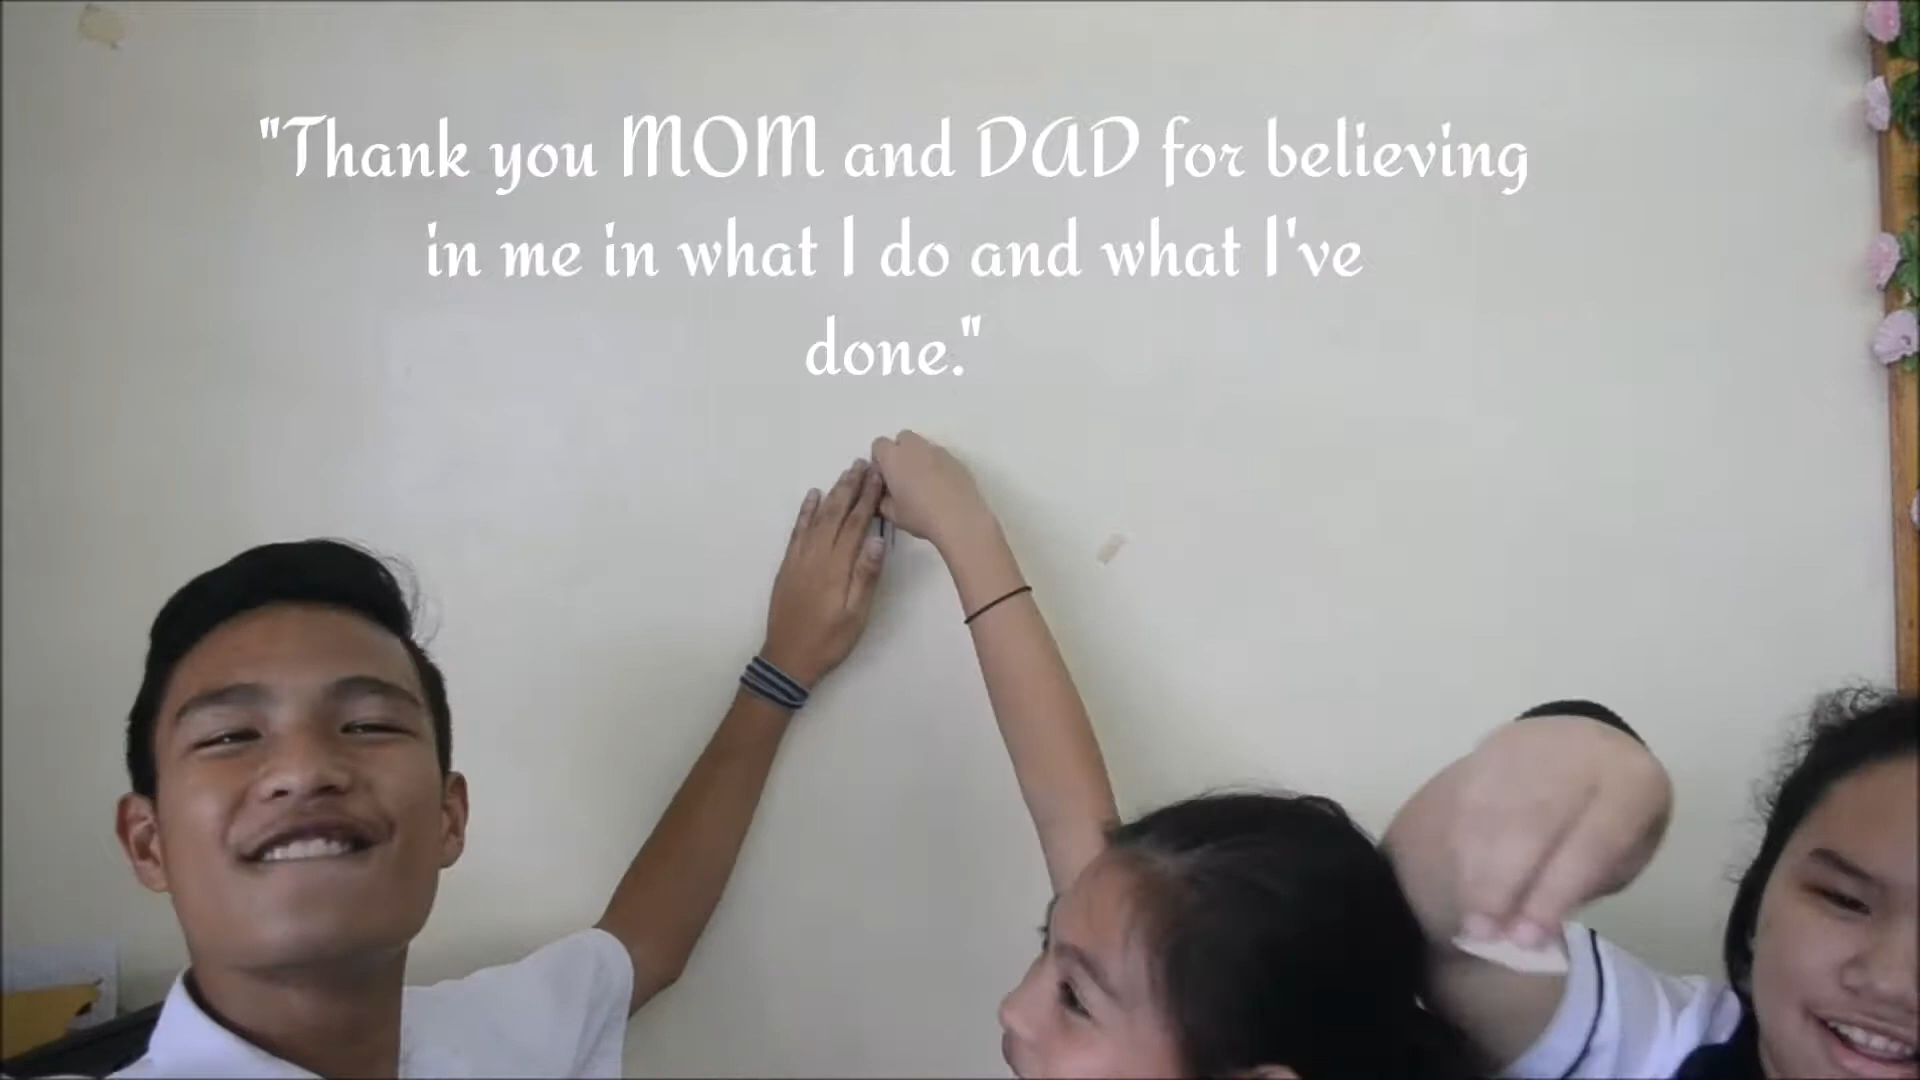 "Thank you MOM and DAD for believing
in me in what I do and what I've
done."